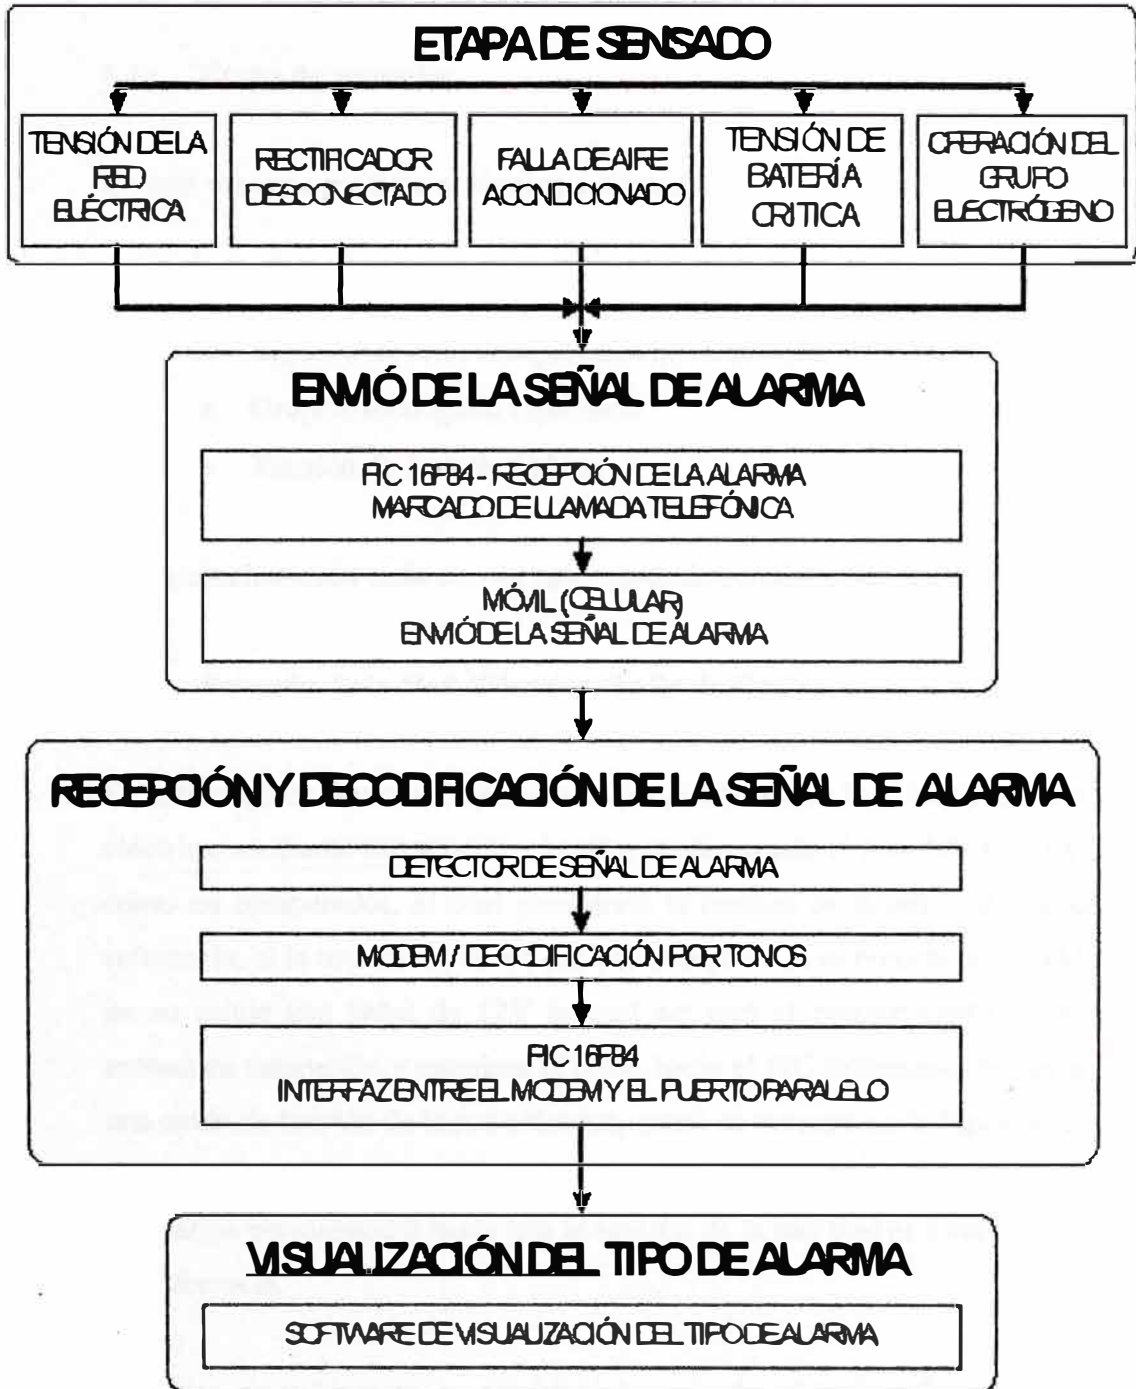 ETAPA DE SENSADO
TENSIÓN DE LA
RED
ELÉCTRICA
RECTIFICADOR
DESCONECTADO
FALLA DE AIRE
ACONDICIONADO
TENSIÓN DE
BATERÍA
CRITICA
OPERACIÓN DEL
GRUPO
ELECTRÓGENO
ENVIÓ DE LA SEÑAL DE ALARMA
PIC 16F84 - RECEPCIÓN DE LA ALARMA
MARCADO DE LLAMADA TELEFÓNICA
MÓVIL (CELULAR)
ENVIÓ DE LA SEÑAL DE ALARMA
RECEPCIÓN Y DECODIFICACIÓN DE LA SEÑAL DE ALARMA
DETECTOR DE SEÑAL DE ALARMA
MODEM / DECODIFICACIÓN POR TONOS
PIC 16F84
INTERFAZ ENTRE EL MODEM Y EL PUERTO PARALELO
VISUALIZACIÓN DEL TIPO DE ALARMA
SOFTWARE DE VISUALIZACIÓN DEL TIPO DE ALARMA